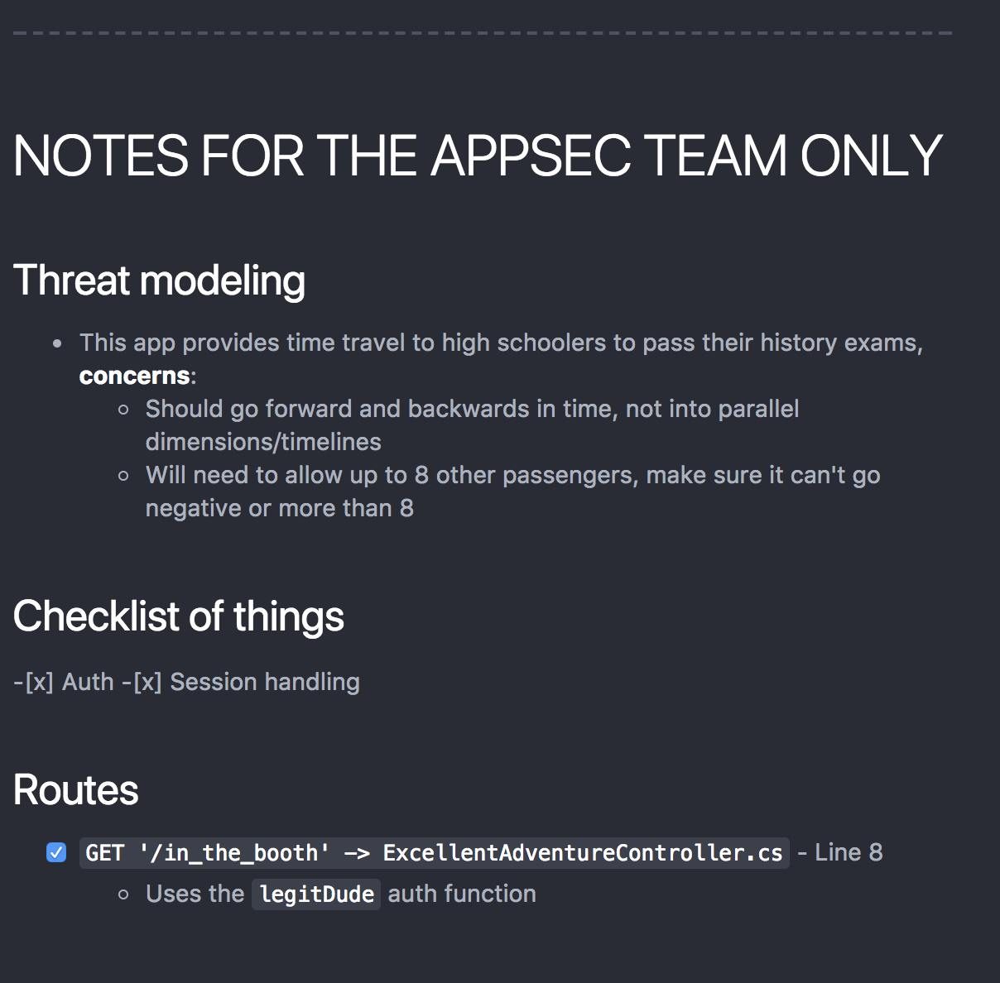 NOTES FOR THE APPSEC TEAM ONLY
Threat modeling
This app provides time travel to high schoolers to pass their history exams,
concerns:
Should go forward and backwards in time, not into parallel
dimensions/timelines
Will need to allow up to 8 other passengers, make sure it can't go
negative or more than 8
Checklist of things
-[x] Auth -[x] Session handling
Routes
GET '/in_the_booth' —> ExcellentAdventureController.cs - Line 8
Uses the legitDude auth function